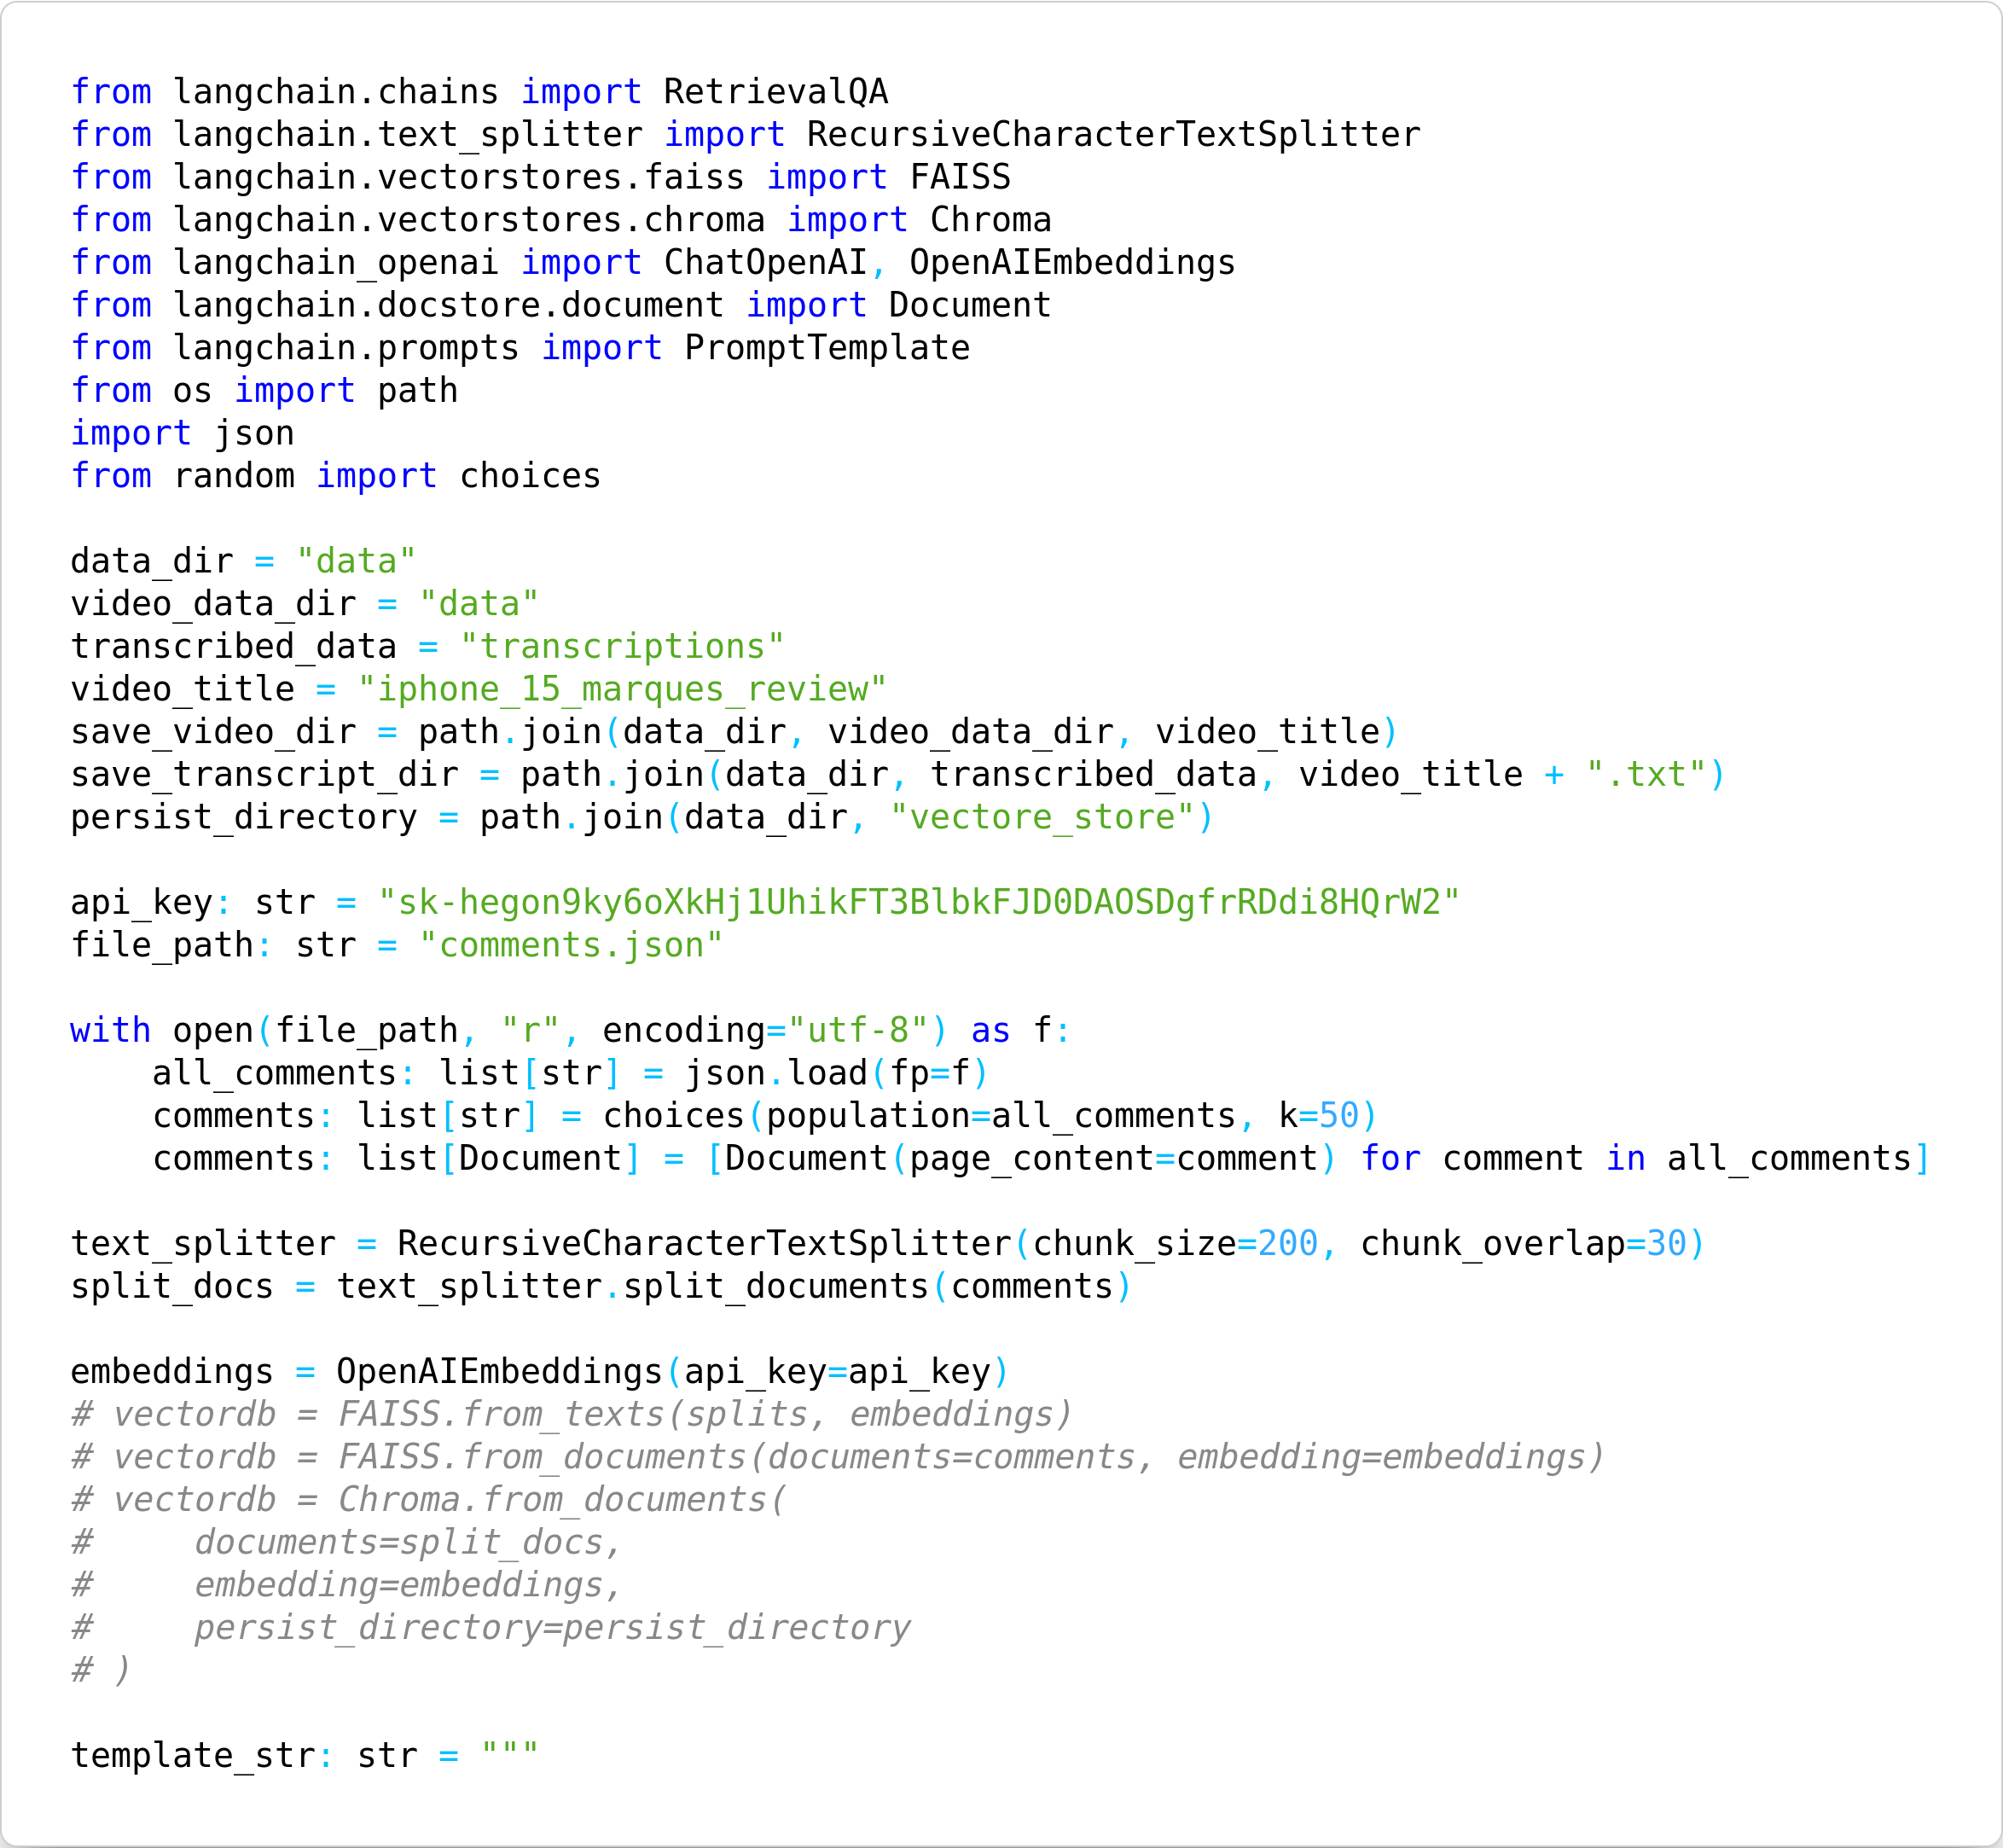 from langchain.chains import RetrievalQA
from langchain.text_splitter import RecursiveCharacterTextSplitter
from langchain.vectorstores.faiss import FAISS
from langchain.vectorstores.chroma import Chroma
from langchain_openai import ChatOpenAI, OpenAIEmbeddings
from langchain.docstore.document import Document
from langchain.prompts import PromptTemplate
from os import path
import json
from random import choices

data_dir = "data"
video_data_dir = "data"
transcribed_data = "transcriptions"
video_title = "iphone_15_marques_review"
save_video_dir = path.join(data_dir, video_data_dir, video_title)
save_transcript_dir = path.join(data_dir, transcribed_data, video_title + ".txt")
persist_directory = path.join(data_dir, "vectore_store")

api_key: str = "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"
file_path: str = "comments.json"

with open(file_path, "r", encoding="utf-8") as f:
    all_comments: list[str] = json.load(fp=f)
    comments: list[str] = choices(population=all_comments, k=50)
    comments: list[Document] = [Document(page_content=comment) for comment in all_comments]

text_splitter = RecursiveCharacterTextSplitter(chunk_size=200, chunk_overlap=30)
split_docs = text_splitter.split_documents(comments)

embeddings = OpenAIEmbeddings(api_key=api_key)
# vectordb = FAISS.from_texts(splits, embeddings)
# vectordb = FAISS.from_documents(documents=comments, embedding=embeddings)
# vectordb = Chroma.from_documents(
#     documents=split_docs,
#     embedding=embeddings,
#     persist_directory=persist_directory
# )

template_str: str = """